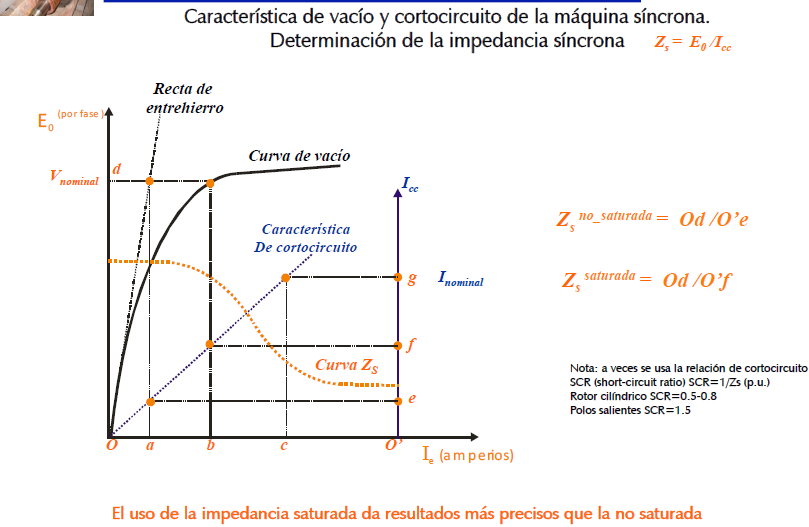 Característica de vacío y cortocircuito de la máquina síncrona.
Determinación de la impedancia síncrona Zs = E0 /Icc
Recta de
entrehierro
E0 (por fase)
Curva de vacío
Vnominal d
Icc
Característica
De cortocircuito
Zs no_saturada = Od /O'e
g Inominal
Zs saturada = Od /O'f
f
Curva ZS
Nota: a veces se usa la relación de cortocircuito
SCR (short-circuit ratio) SCR=1/Zs (p.u.)
Rotor cilíndrico SCR=0.5-0.8
Polos salientes SCR=1.5
e
O a b c O'
Ie (amperios)
El uso de la impedancia saturada da resultados más precisos que la no saturada